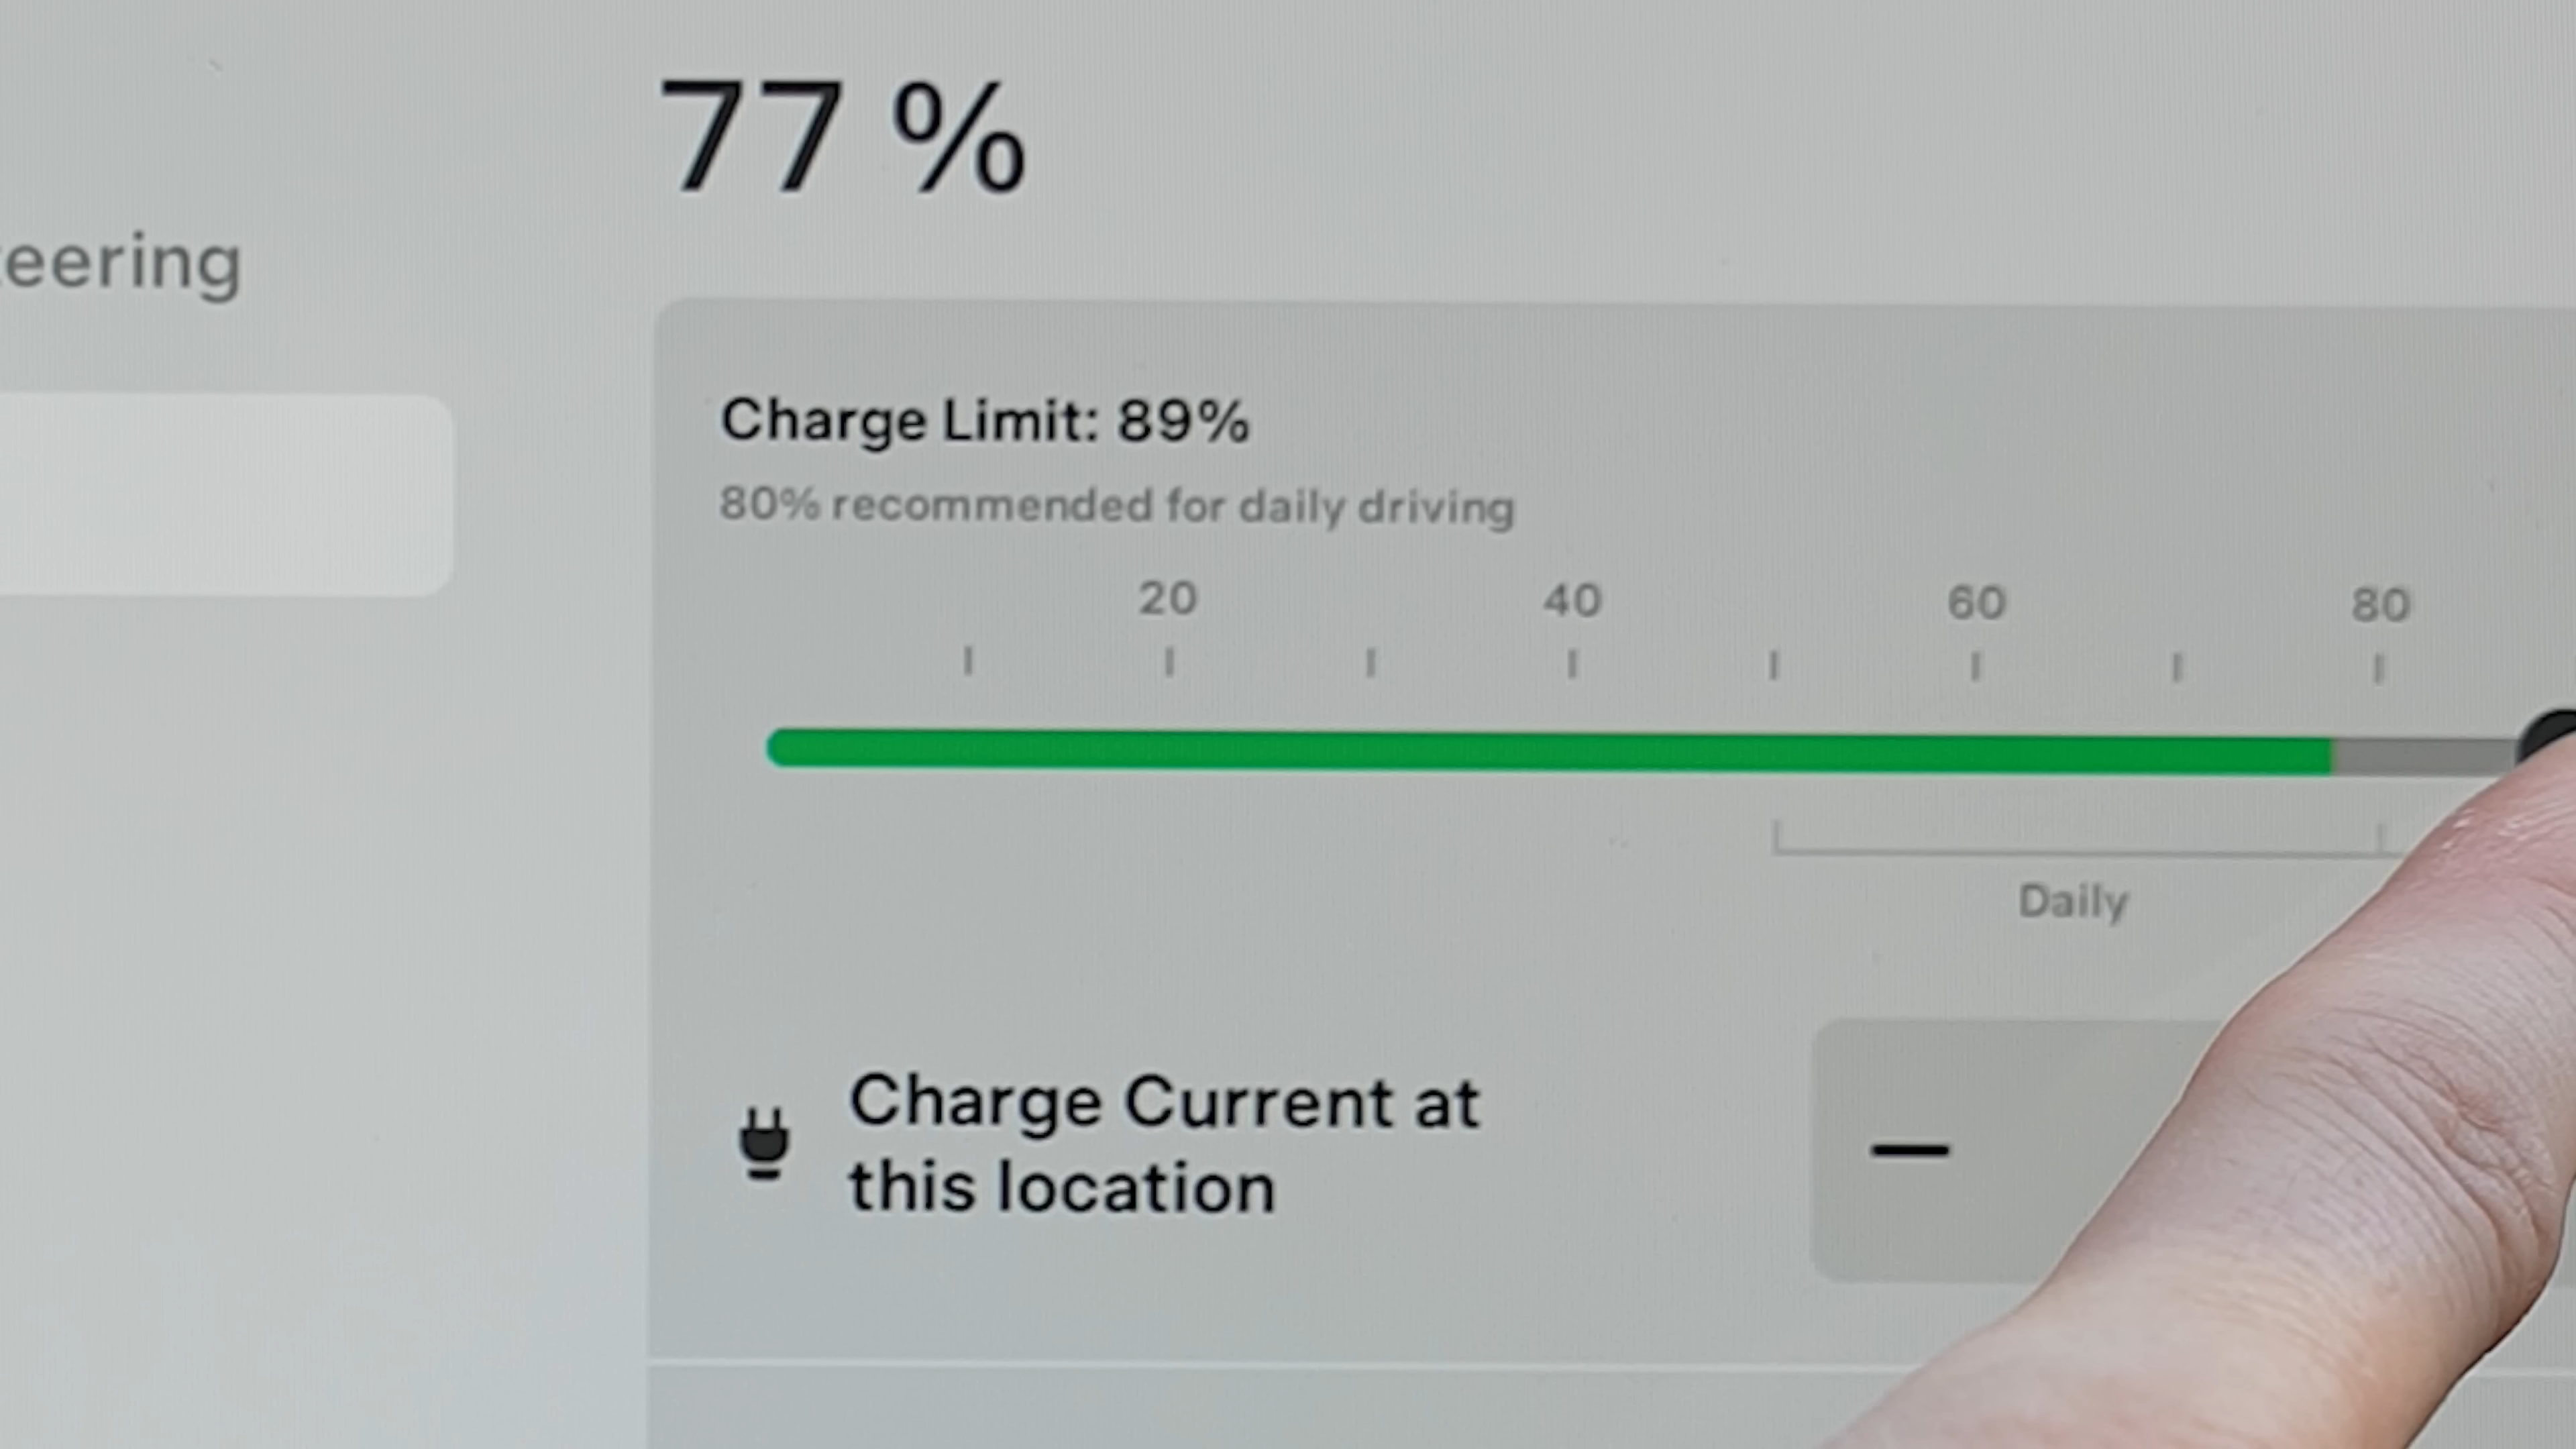 77 %
teering
Charge Limit: 89%
80% recommended for daily driving
20 40 60 80
Daily
Charge Current at
this location